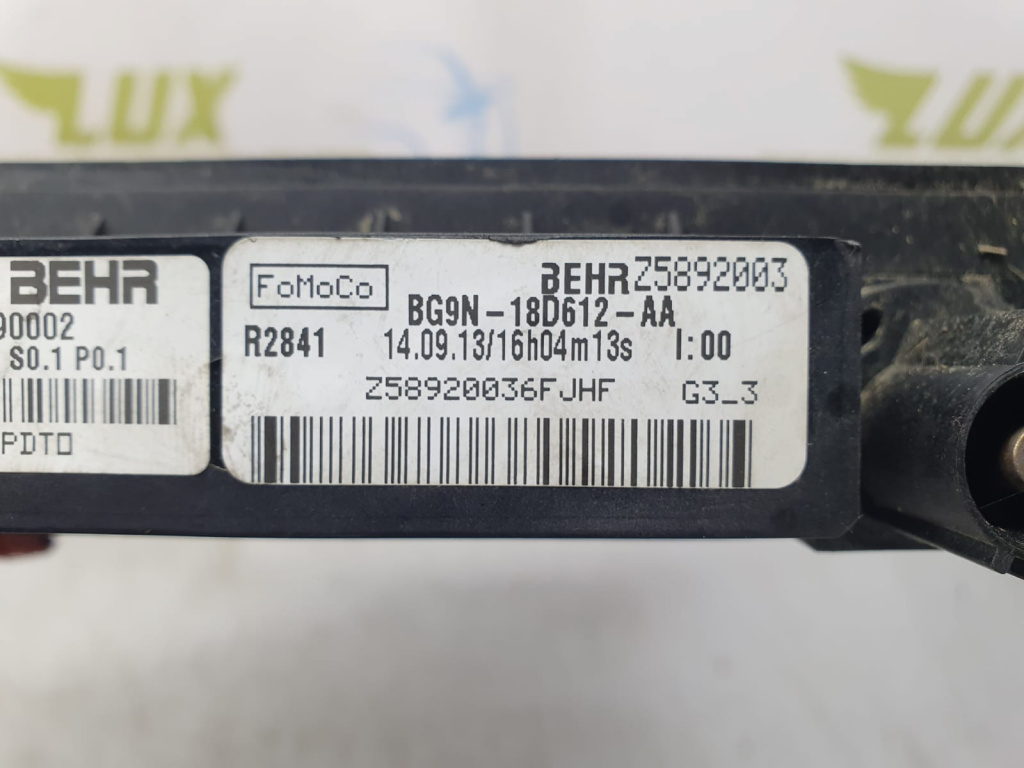 LUX
LUX
BEHR
90002
S0.1 P0.1
PDTO
FoMoCo
BEHR Z5892003
BG9N-18D612-AA
R2841 14.09.13/16h04m13s I:00
Z58920036FJHF G3_3